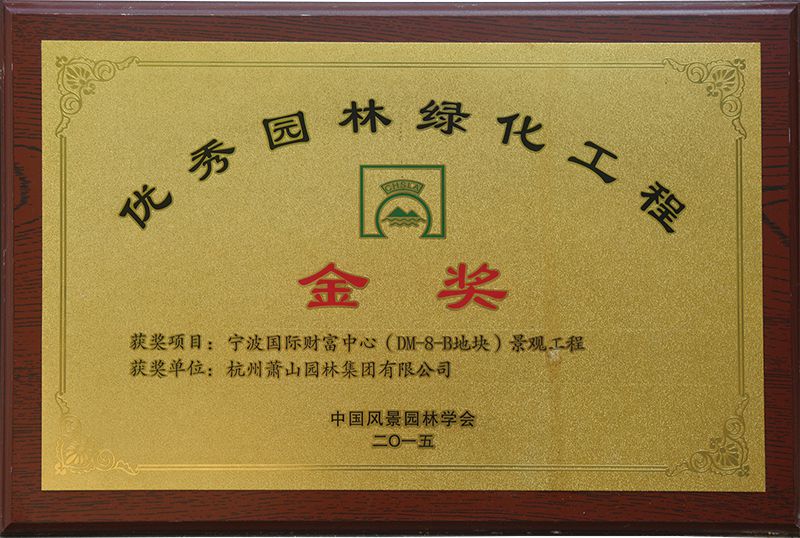 优秀园林绿化工程
CHSLA
金奖
获奖项目：宁波国际财富中心（DM-8-B地块）景观工程
获奖单位：杭州萧山园林集团有限公司
中国风景园林学会
二O一五